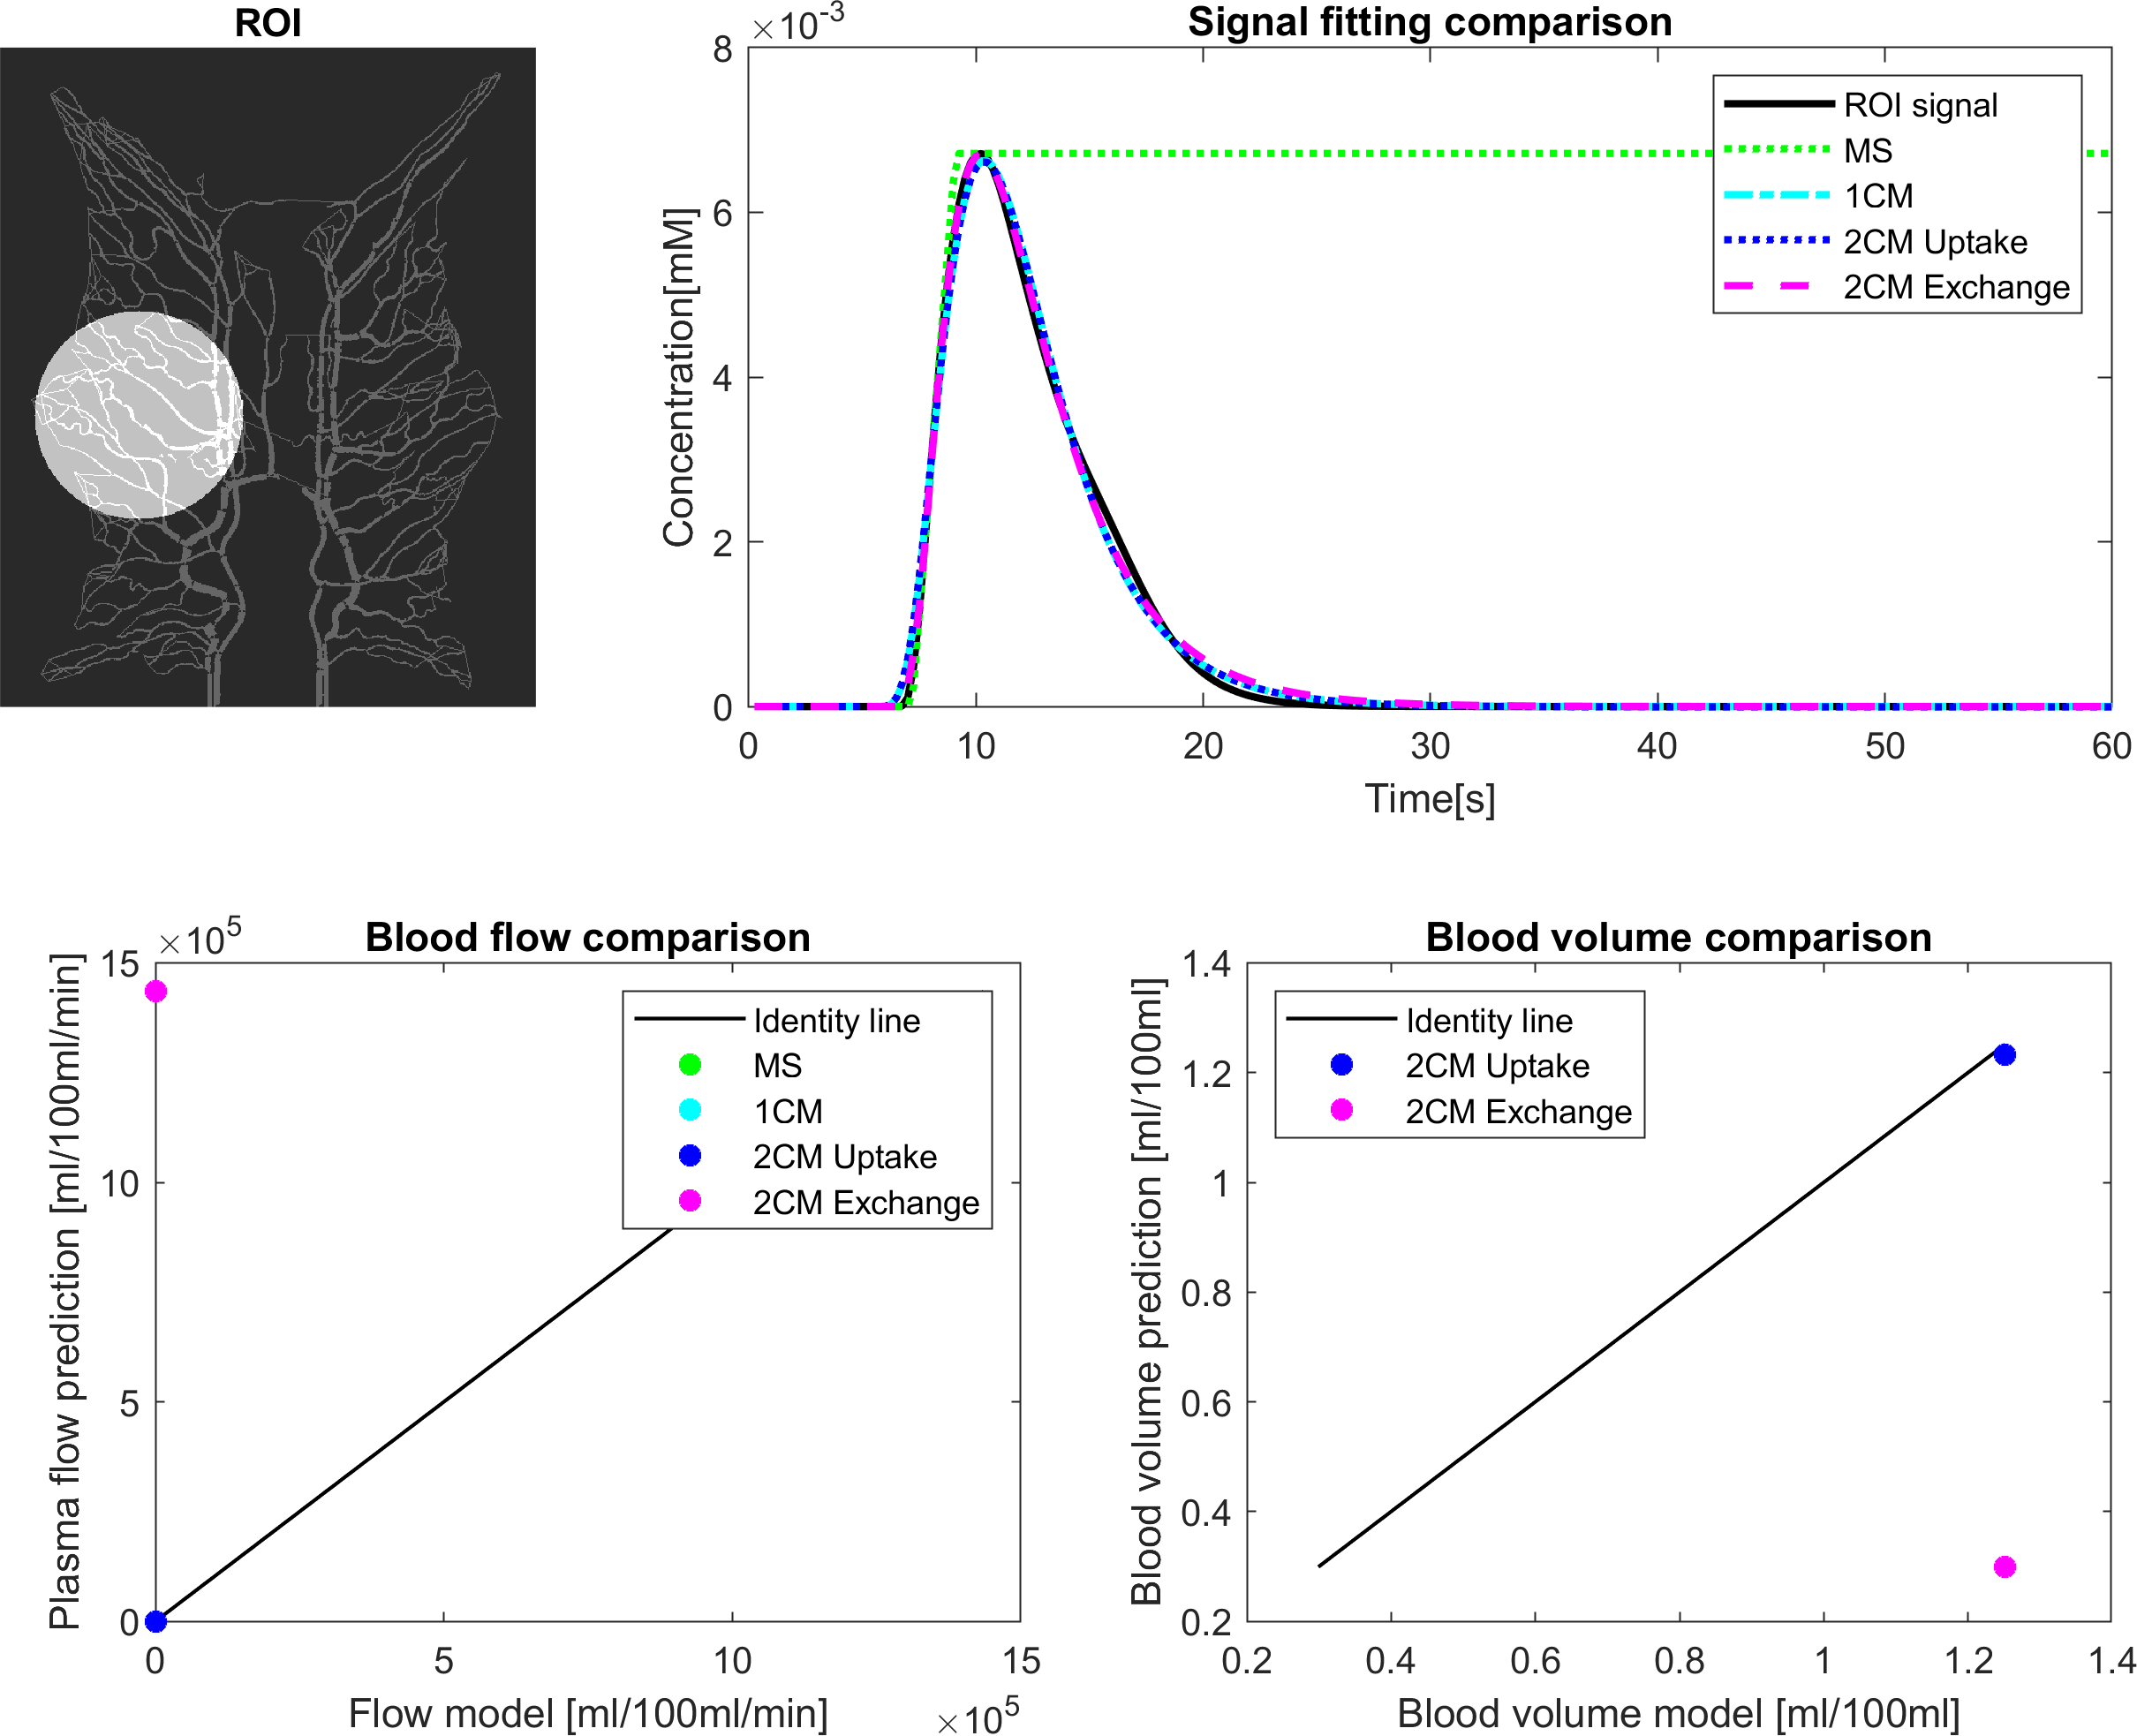 ROI
Signal fitting comparison
×10-3
8
6
4
2
0
Concentration[mM]
0 10 20 30 40 50 60
Time[s]
ROI signal
MS
1CM
2CM Uptake
2CM Exchange
Blood flow comparison
×105
15
10
5
0
Plasma flow prediction [ml/100ml/min]
0 5 10 15
Flow model [ml/100ml/min]
×105
Identity line
MS
1CM
2CM Uptake
2CM Exchange
Blood volume comparison
1.4
1.2
1
0.8
0.6
0.4
0.2
Blood volume prediction [ml/100ml]
0.2 0.4 0.6 0.8 1 1.2 1.4
Blood volume model [ml/100ml]
Identity line
2CM Uptake
2CM Exchange